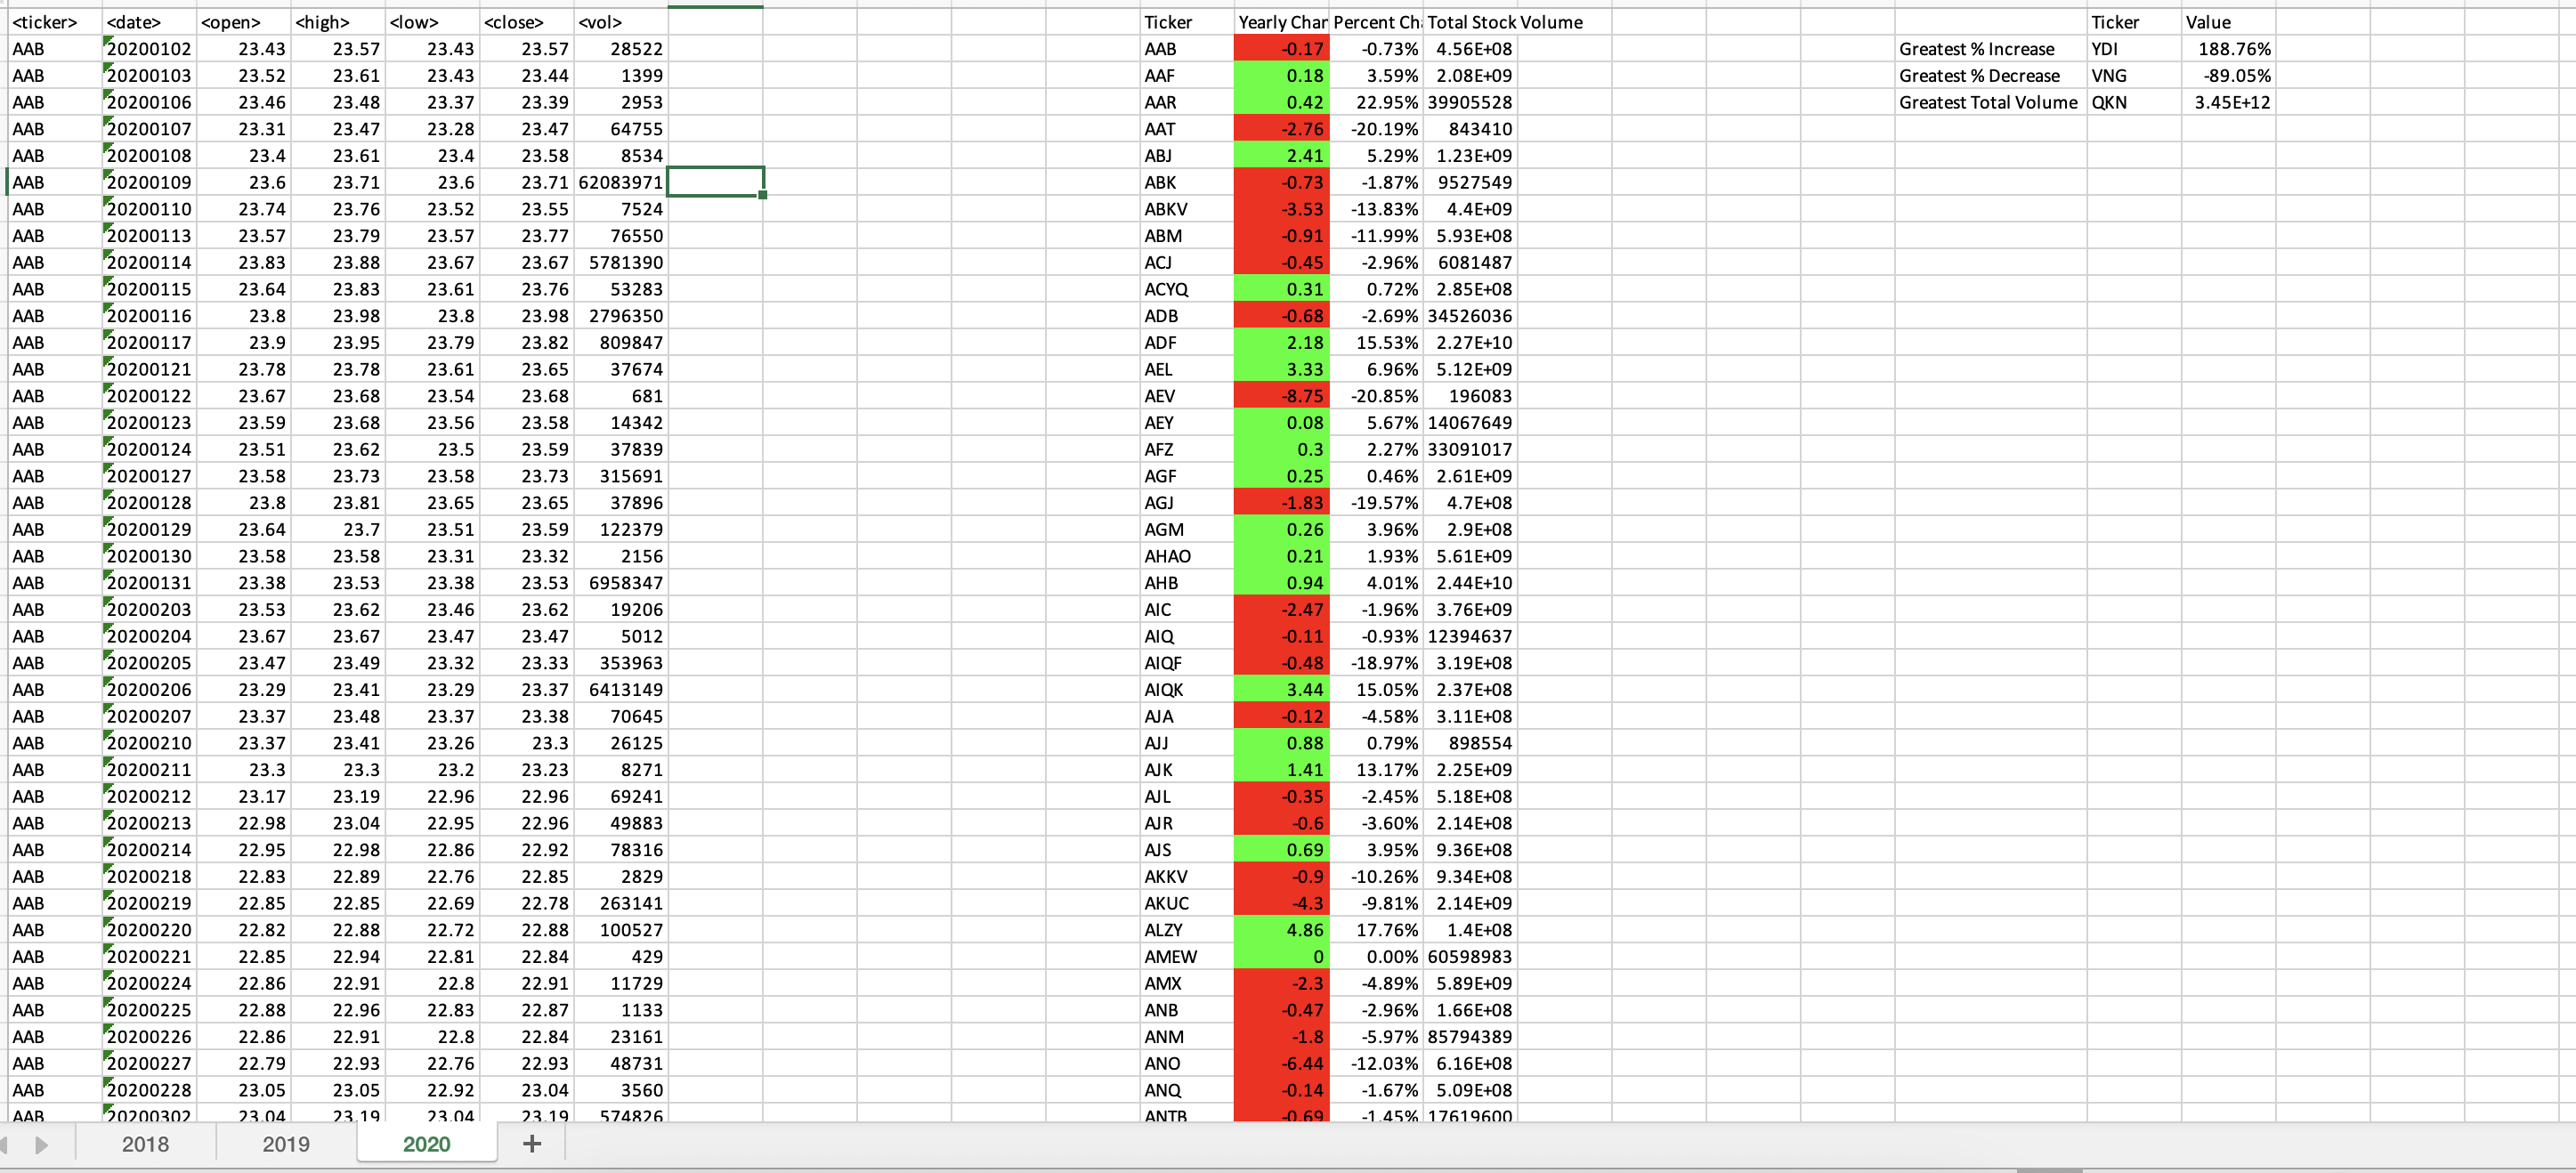 <ticker> <date> <open> <high> <low> <close> <vol> Ticker Yearly Char Percent Ch Total Stock Volume Ticker Value
AAB 20200102 23.43 23.57 23.43 23.57 28522 AAB -0.17 -0.73% 4.56E+08 Greatest % Increase YDI 188.76%
AAB 20200103 23.52 23.61 23.43 23.44 1399 AAF 0.18 3.59% 2.08E+09 Greatest % Decrease VNG -89.05%
AAB 20200106 23.46 23.48 23.37 23.39 2953 AAR 0.42 22.95% 39905528 Greatest Total Volume QKN 3.45E+12
AAB 20200107 23.31 23.47 23.28 23.47 64755 AAT -2.76 -20.19% 843410
AAB 20200108 23.4 23.61 23.4 23.58 8534 ABJ 2.41 5.29% 1.23E+09
AAB 20200109 23.6 23.71 23.6 23.71 62083971 ABK -0.73 -1.87% 9527549
AAB 20200110 23.74 23.76 23.52 23.55 7524 ABKV -3.53 -13.83% 4.4E+09
AAB 20200113 23.57 23.79 23.57 23.77 76550 ABM -0.91 -11.99% 5.93E+08
AAB 20200114 23.83 23.88 23.67 23.67 5781390 ACJ -0.45 -2.96% 6081487
AAB 20200115 23.64 23.83 23.61 23.76 53283 ACYQ 0.31 0.72% 2.85E+08
AAB 20200116 23.8 23.98 23.8 23.98 2796350 ADB -0.68 -2.69% 34526036
AAB 20200117 23.9 23.95 23.79 23.82 809847 ADF 2.18 15.53% 2.27E+10
AAB 20200121 23.78 23.78 23.61 23.65 37674 AEL 3.33 6.96% 5.12E+09
AAB 20200122 23.67 23.68 23.54 23.68 681 AEV -8.75 -20.85% 196083
AAB 20200123 23.59 23.68 23.56 23.58 14342 AEY 0.08 5.67% 14067649
AAB 20200124 23.51 23.62 23.5 23.59 37839 AFZ 0.3 2.27% 33091017
AAB 20200127 23.58 23.73 23.58 23.73 315691 AGF 0.25 0.46% 2.61E+09
AAB 20200128 23.8 23.81 23.65 23.65 37896 AGJ -1.83 -19.57% 4.7E+08
AAB 20200129 23.64 23.7 23.51 23.59 122379 AGM 0.26 3.96% 2.9E+08
AAB 20200130 23.58 23.58 23.31 23.32 2156 AHAO 0.21 1.93% 5.61E+09
AAB 20200131 23.38 23.53 23.38 23.53 6958347 AHB 0.94 4.01% 2.44E+10
AAB 20200203 23.53 23.62 23.46 23.62 19206 AIC -2.47 -1.96% 3.76E+09
AAB 20200204 23.67 23.67 23.47 23.47 5012 AIQ -0.11 -0.93% 12394637
AAB 20200205 23.47 23.49 23.32 23.33 353963 AIQF -0.48 -18.97% 3.19E+08
AAB 20200206 23.29 23.41 23.29 23.37 6413149 AIQK 3.44 15.05% 2.37E+08
AAB 20200207 23.37 23.48 23.37 23.38 70645 AJA -0.12 -4.58% 3.11E+08
AAB 20200210 23.37 23.41 23.26 23.3 26125 AJJ 0.88 0.79% 898554
AAB 20200211 23.3 23.3 23.2 23.23 8271 AJK 1.41 13.17% 2.25E+09
AAB 20200212 23.17 23.19 22.96 22.96 69241 AJL -0.35 -2.45% 5.18E+08
AAB 20200213 22.98 23.04 22.95 22.96 49883 AJR -0.6 -3.60% 2.14E+08
AAB 20200214 22.95 22.98 22.86 22.92 78316 AJS 0.69 3.95% 9.36E+08
AAB 20200218 22.83 22.89 22.76 22.85 2829 AKKV -0.9 -10.26% 9.34E+08
AAB 20200219 22.85 22.85 22.69 22.78 263141 AKUC -4.3 -9.81% 2.14E+09
AAB 20200220 22.82 22.88 22.72 22.88 100527 ALZY 4.86 17.76% 1.4E+08
AAB 20200221 22.85 22.94 22.81 22.84 429 AMEW 0 0.00% 60598983
AAB 20200224 22.86 22.91 22.8 22.91 11729 AMX -2.3 -4.89% 5.89E+09
AAB 20200225 22.88 22.96 22.83 22.87 1133 ANB -0.47 -2.96% 1.66E+08
AAB 20200226 22.86 22.91 22.8 22.84 23161 ANM -1.8 -5.97% 85794389
AAB 20200227 22.79 22.93 22.76 22.93 48731 ANO -6.44 -12.03% 6.16E+08
AAB 20200228 23.05 23.05 22.92 23.04 3560 ANQ -0.14 -1.67% 5.09E+08
AAB 20200302 23.04 23.19 23.04 23.19 574826 ANTB -0.69 -1.45% 17619600
2018 2019 2020 +